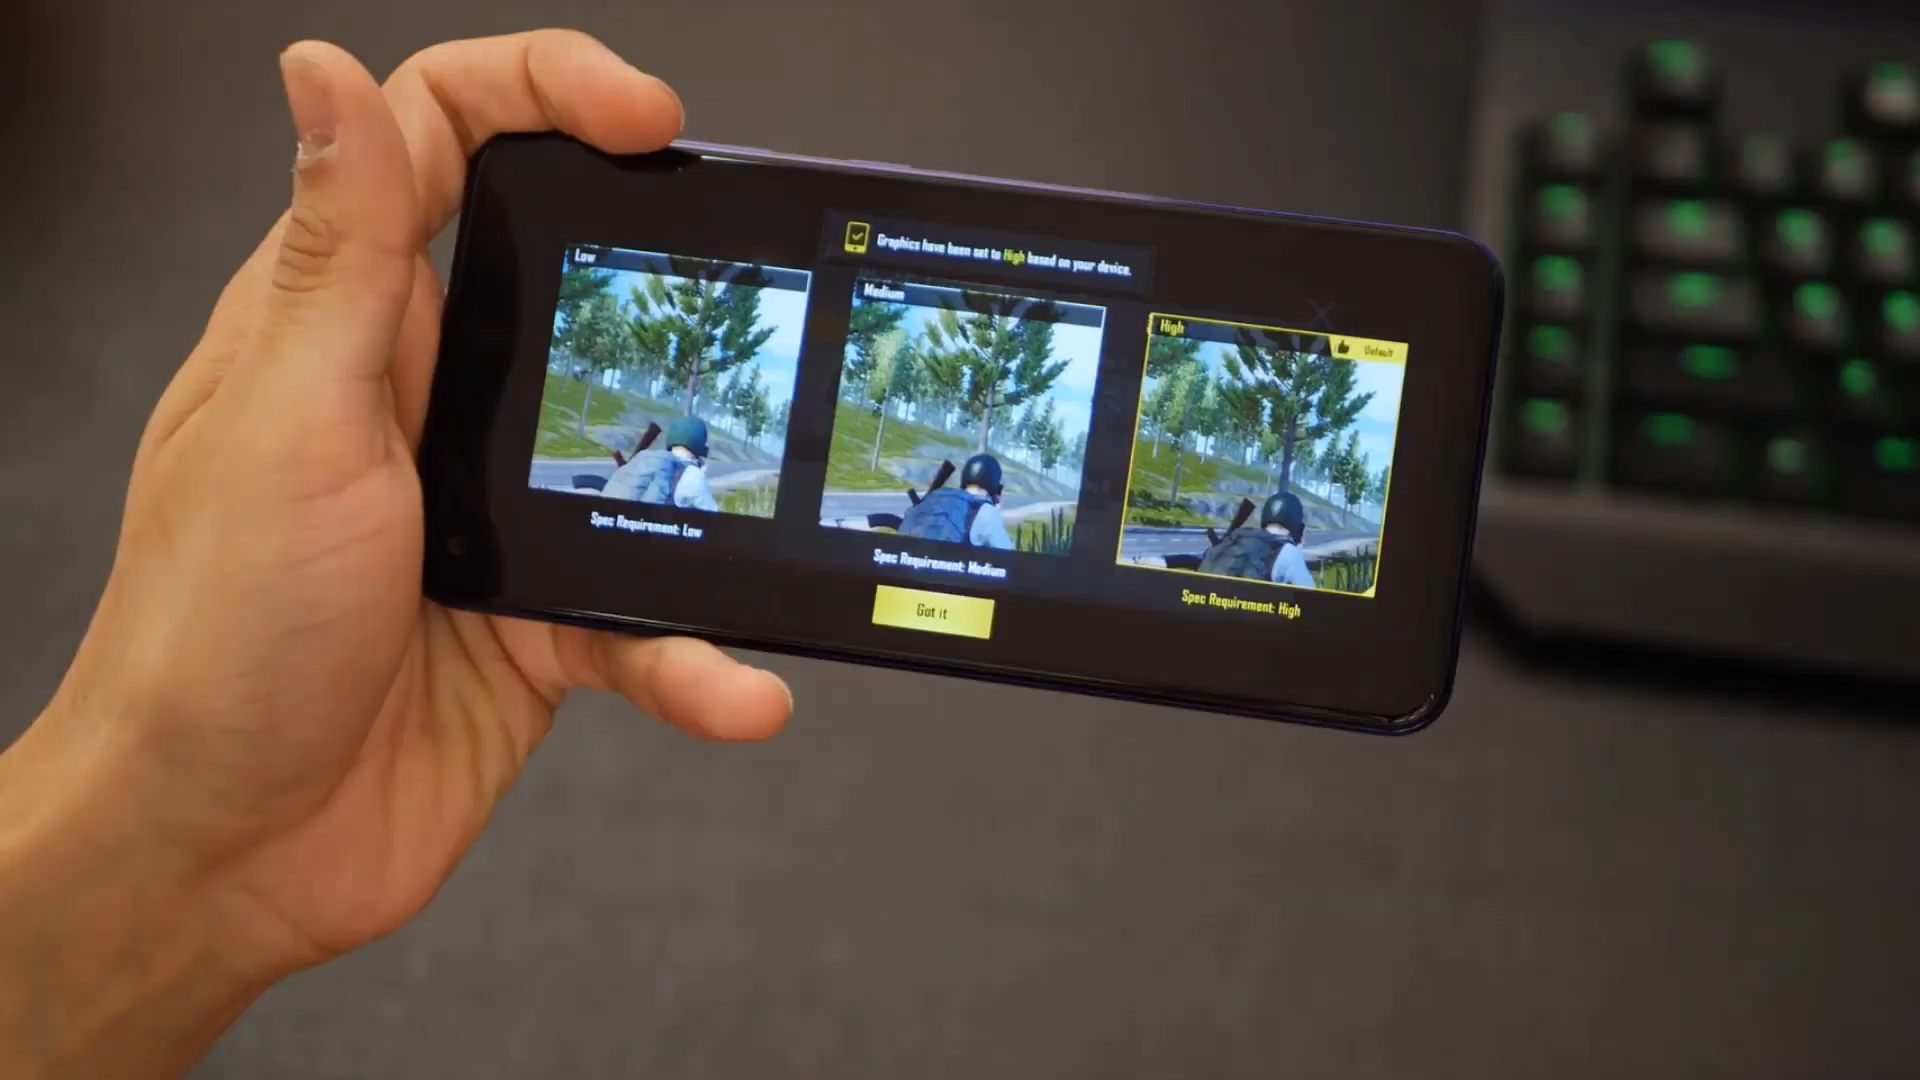 Graphics have been set to High based on your device.
Low
Medium
High
Default
Spec Requirement: Low
Spec Requirement: Medium
Spec Requirement: High
Got it